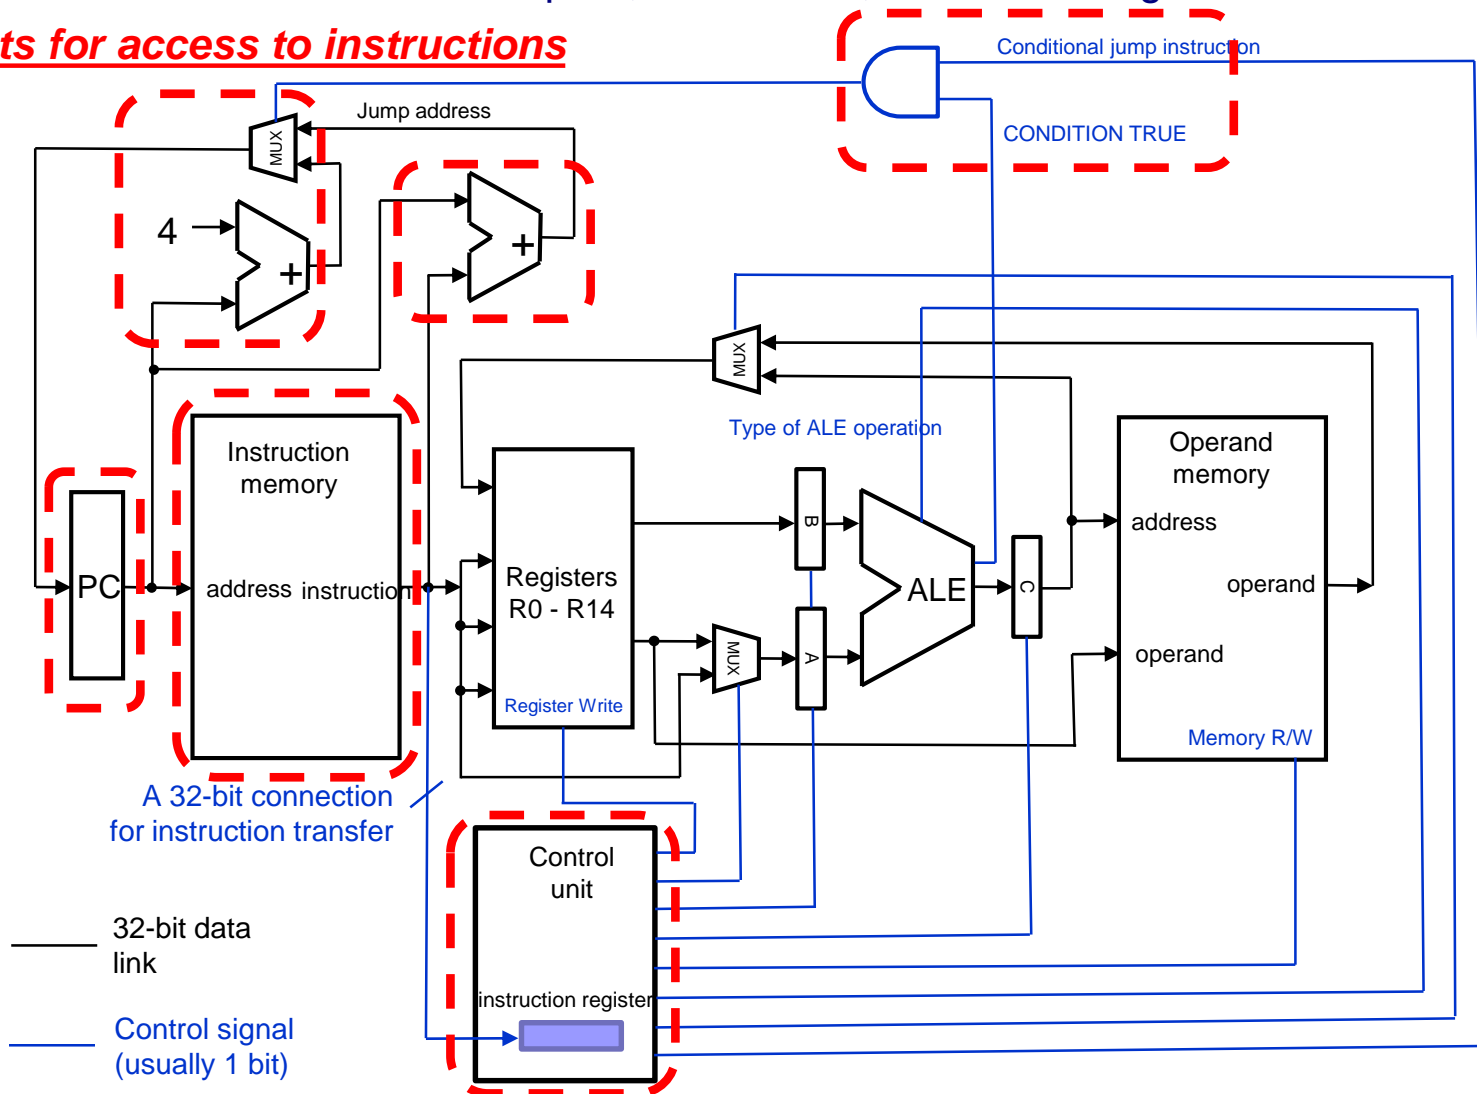 ts for access to instructions
Conditional jump instruction
Jump address
MUX
CONDITION TRUE
4
+
+
MUX
Type of ALE operation
Instruction
memory
Operand
memory
B
address
PC
address
instruction
Registers
R0 - R14
ALE
C
operand
MUX
A
operand
Register Write
Memory R/W
A 32-bit connection
for instruction transfer
Control
unit
32-bit data
link
instruction register
Control signal
(usually 1 bit)